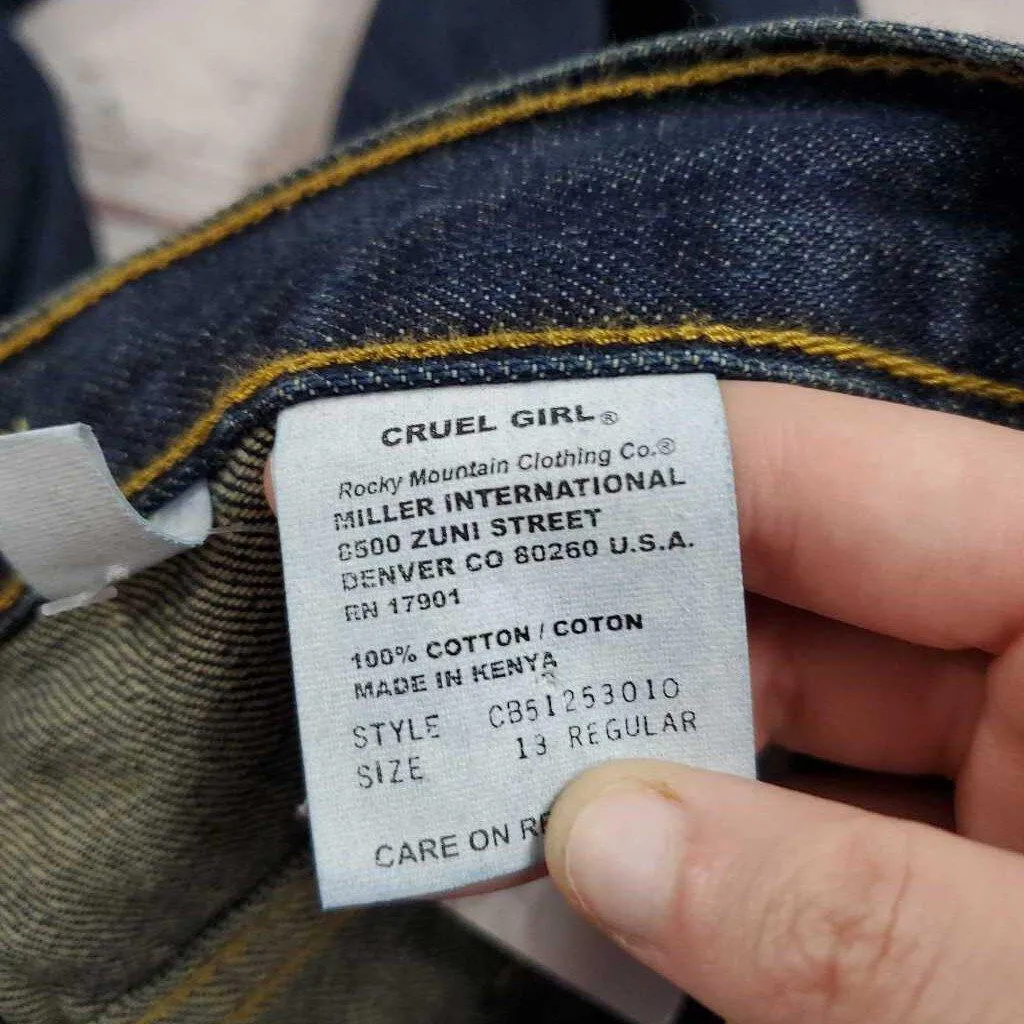 CRUEL GIRL®
Rocky Mountain Clothing Co.®
MILLER INTERNATIONAL
8500 ZUNI STREET
DENVER CO 80260 U.S.A.
RN 17901
100% COTTON / COTON
MADE IN KENYA
STYLE CB51253010
SIZE 13 REGULAR
CARE ON